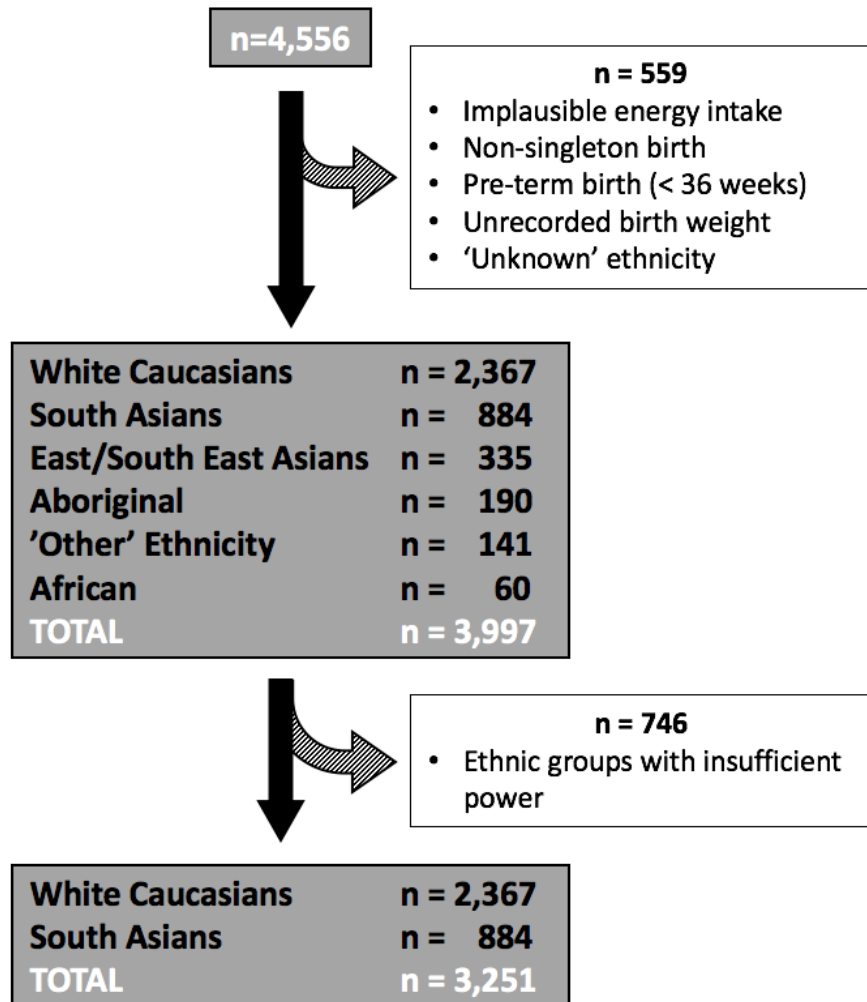 n=4,556
n = 559
• Implausible energy intake
• Non-singleton birth
• Pre-term birth (< 36 weeks)
• Unrecorded birth weight
• ‘Unknown’ ethnicity
White Caucasians n = 2,367
South Asians n = 884
East/South East Asians n = 335
Aboriginal n = 190
’Other’ Ethnicity n = 141
African n = 60
TOTAL n = 3,997
n = 746
• Ethnic groups with insufficient
power
White Caucasians n = 2,367
South Asians n = 884
TOTAL n = 3,251